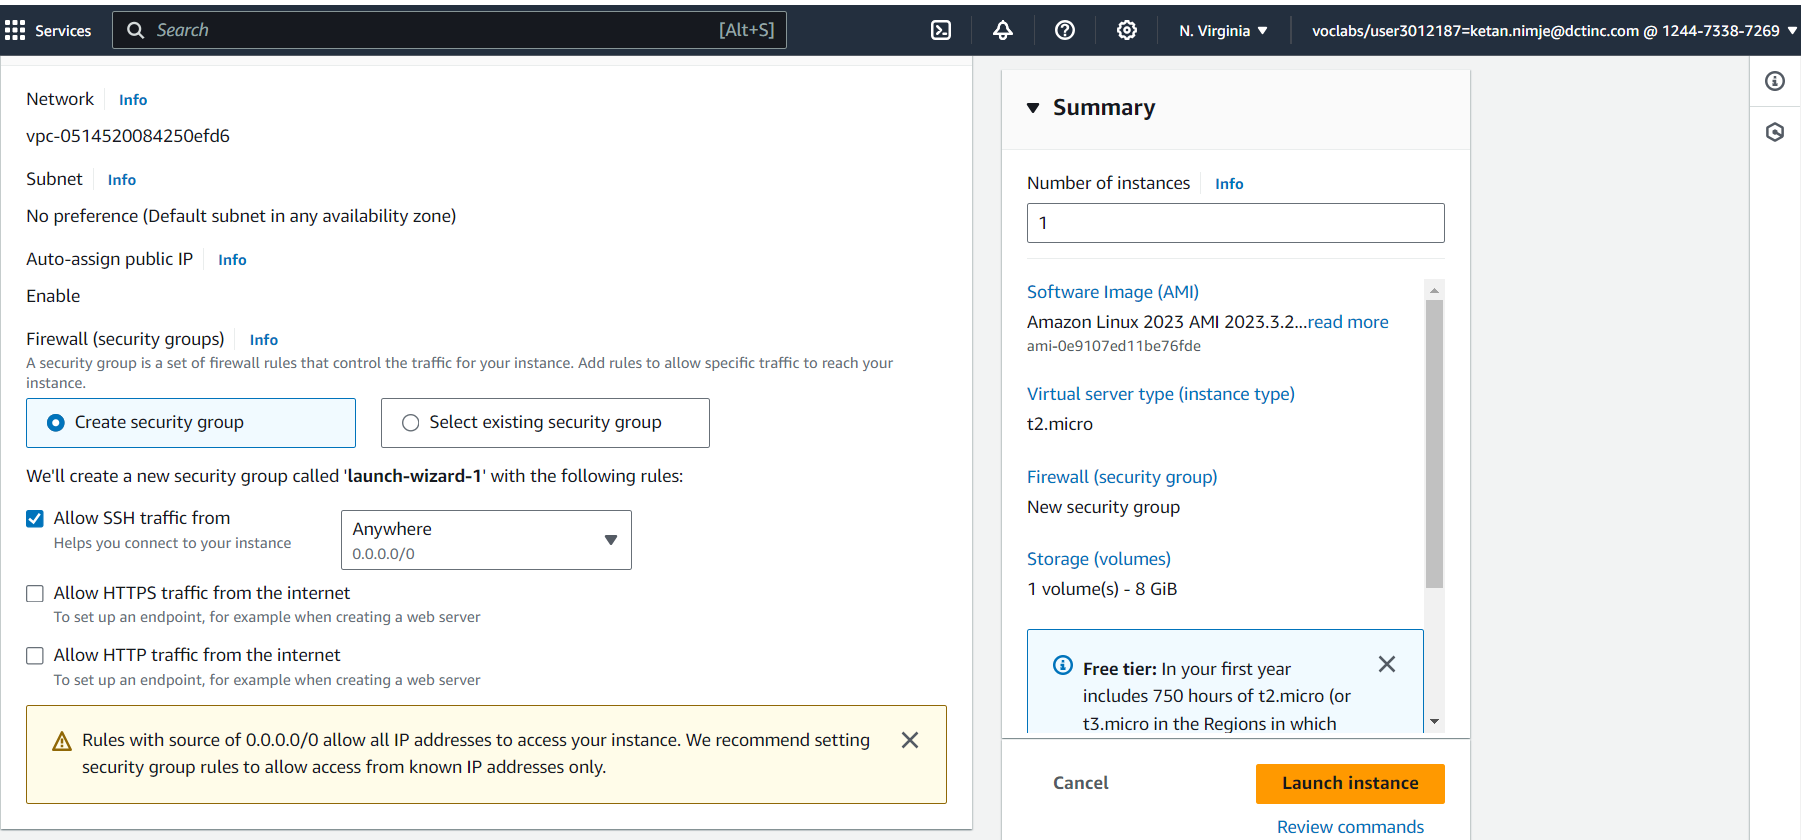 Services
Search
[Alt+S]
N. Virginia
voclabs/user3012187=ketan.nimje@dctinc.com @ 1244-7338-7269
Network
Info
vpc-0514520084250efd6
Subnet
Info
No preference (Default subnet in any availability zone)
Auto-assign public IP
Info
Enable
Firewall (security groups)
Info
A security group is a set of firewall rules that control the traffic for your instance. Add rules to allow specific traffic to reach your
instance.
Create security group
Select existing security group
We'll create a new security group called 'launch-wizard-1' with the following rules:
Allow SSH traffic from
Helps you connect to your instance
Anywhere
0.0.0.0/0
Allow HTTPS traffic from the internet
To set up an endpoint, for example when creating a web server
Allow HTTP traffic from the internet
To set up an endpoint, for example when creating a web server
Rules with source of 0.0.0.0/0 allow all IP addresses to access your instance. We recommend setting
security group rules to allow access from known IP addresses only.
Summary
Number of instances
Info
1
Software Image (AMI)
Amazon Linux 2023 AMI 2023.3.2...read more
ami-0e9107ed11be76fde
Virtual server type (instance type)
t2.micro
Firewall (security group)
New security group
Storage (volumes)
1 volume(s) - 8 GiB
Free tier: In your first year
includes 750 hours of t2.micro (or
t3.micro in the Regions in which
Cancel
Launch instance
Review commands